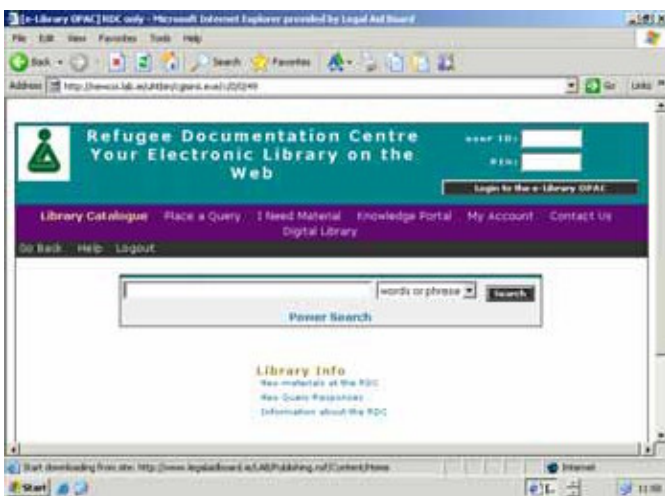 [e-Library OPAC] RDC only - Microsoft Internet Explorer provided by Legal Aid Board
File Edit View Favorites Tools Help
Back Search Favorites
Address
Go Links
Refugee Documentation Centre
Your Electronic Library on the
Web
user ID:
PIN:
Login to the e-Library OPAC
Library Catalogue Place a Query I Need Material Knowledge Portal My Account Contact Us
Digital Library
Go Back Help Logout
words or phrase Search
Power Search
Library Info
New materials at the RDC
New Query Responses
Information about the RDC
Start downloading from site: Internet
Start